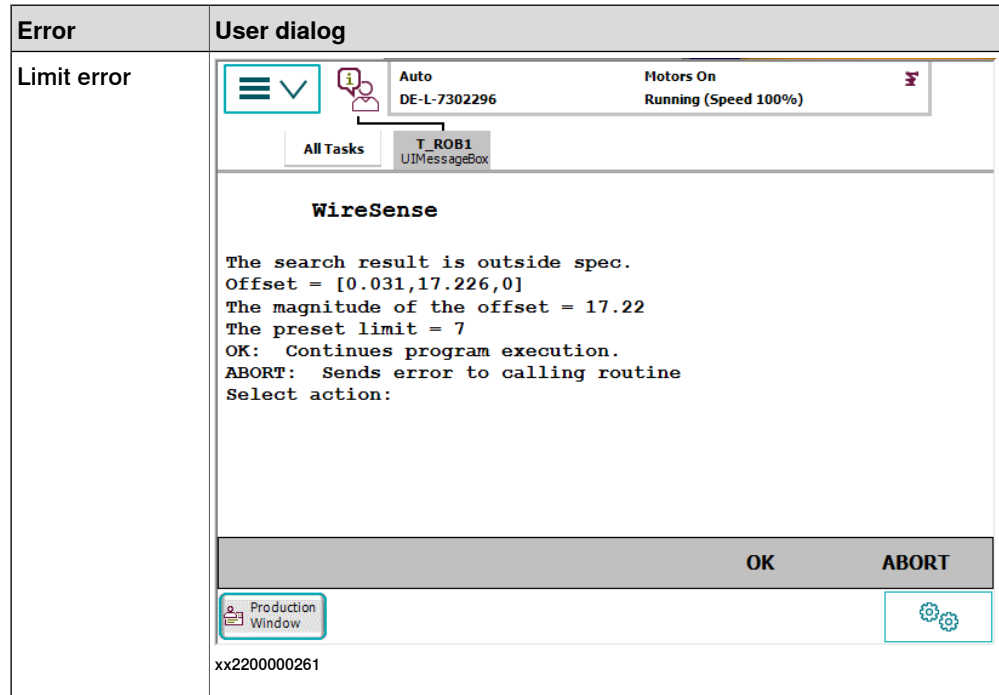 Error User dialog
Limit error
Auto Motors On
DE-L-7302296 Running (Speed 100%)
All Tasks T_ROB1
UIMessageBox
WireSense
The search result is outside spec.
Offset = [0.031,17.226,0]
The magnitude of the offset = 17.22
The preset limit = 7
OK: Continues program execution.
ABORT: Sends error to calling routine
Select action:
OK ABORT
Production
Window
xx2200000261